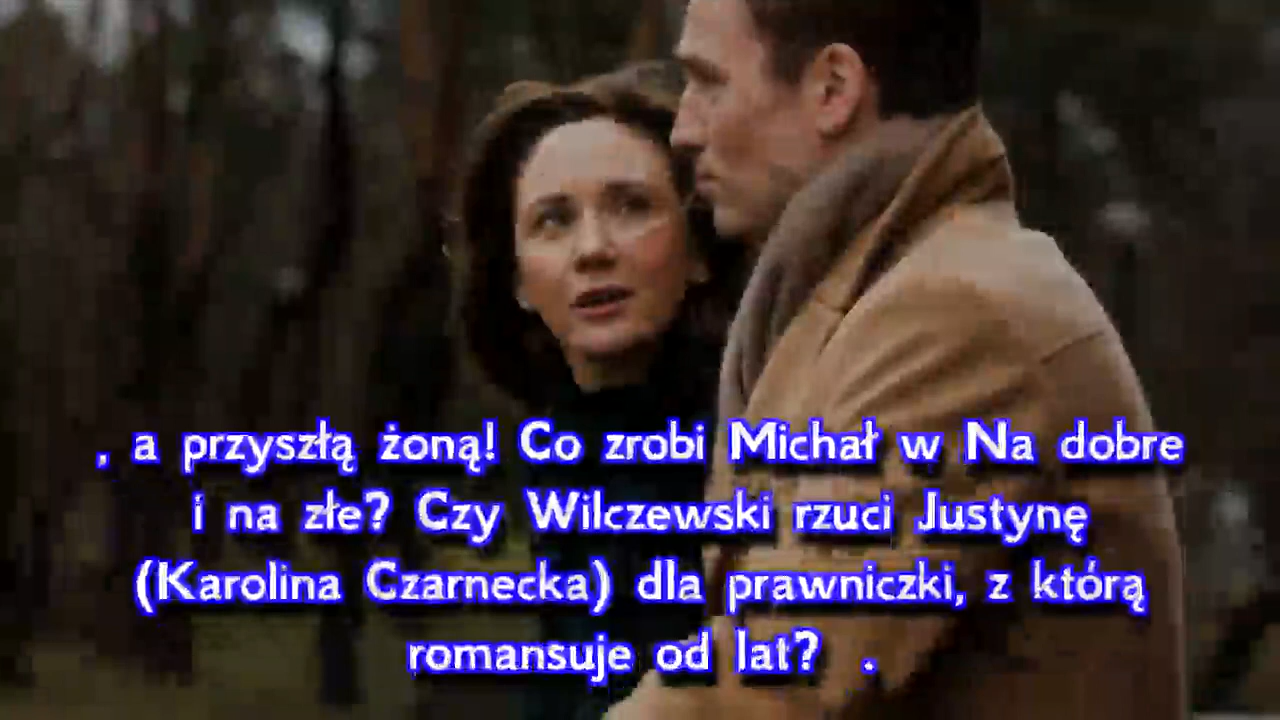 , a przyszłą żoną! Co zrobi Michał w Na dobre
i na złe? Czy Wilczewski rzuci Justynę
(Karolina Czarnecka) dla prawniczki, z którą
romansuje od lat? .